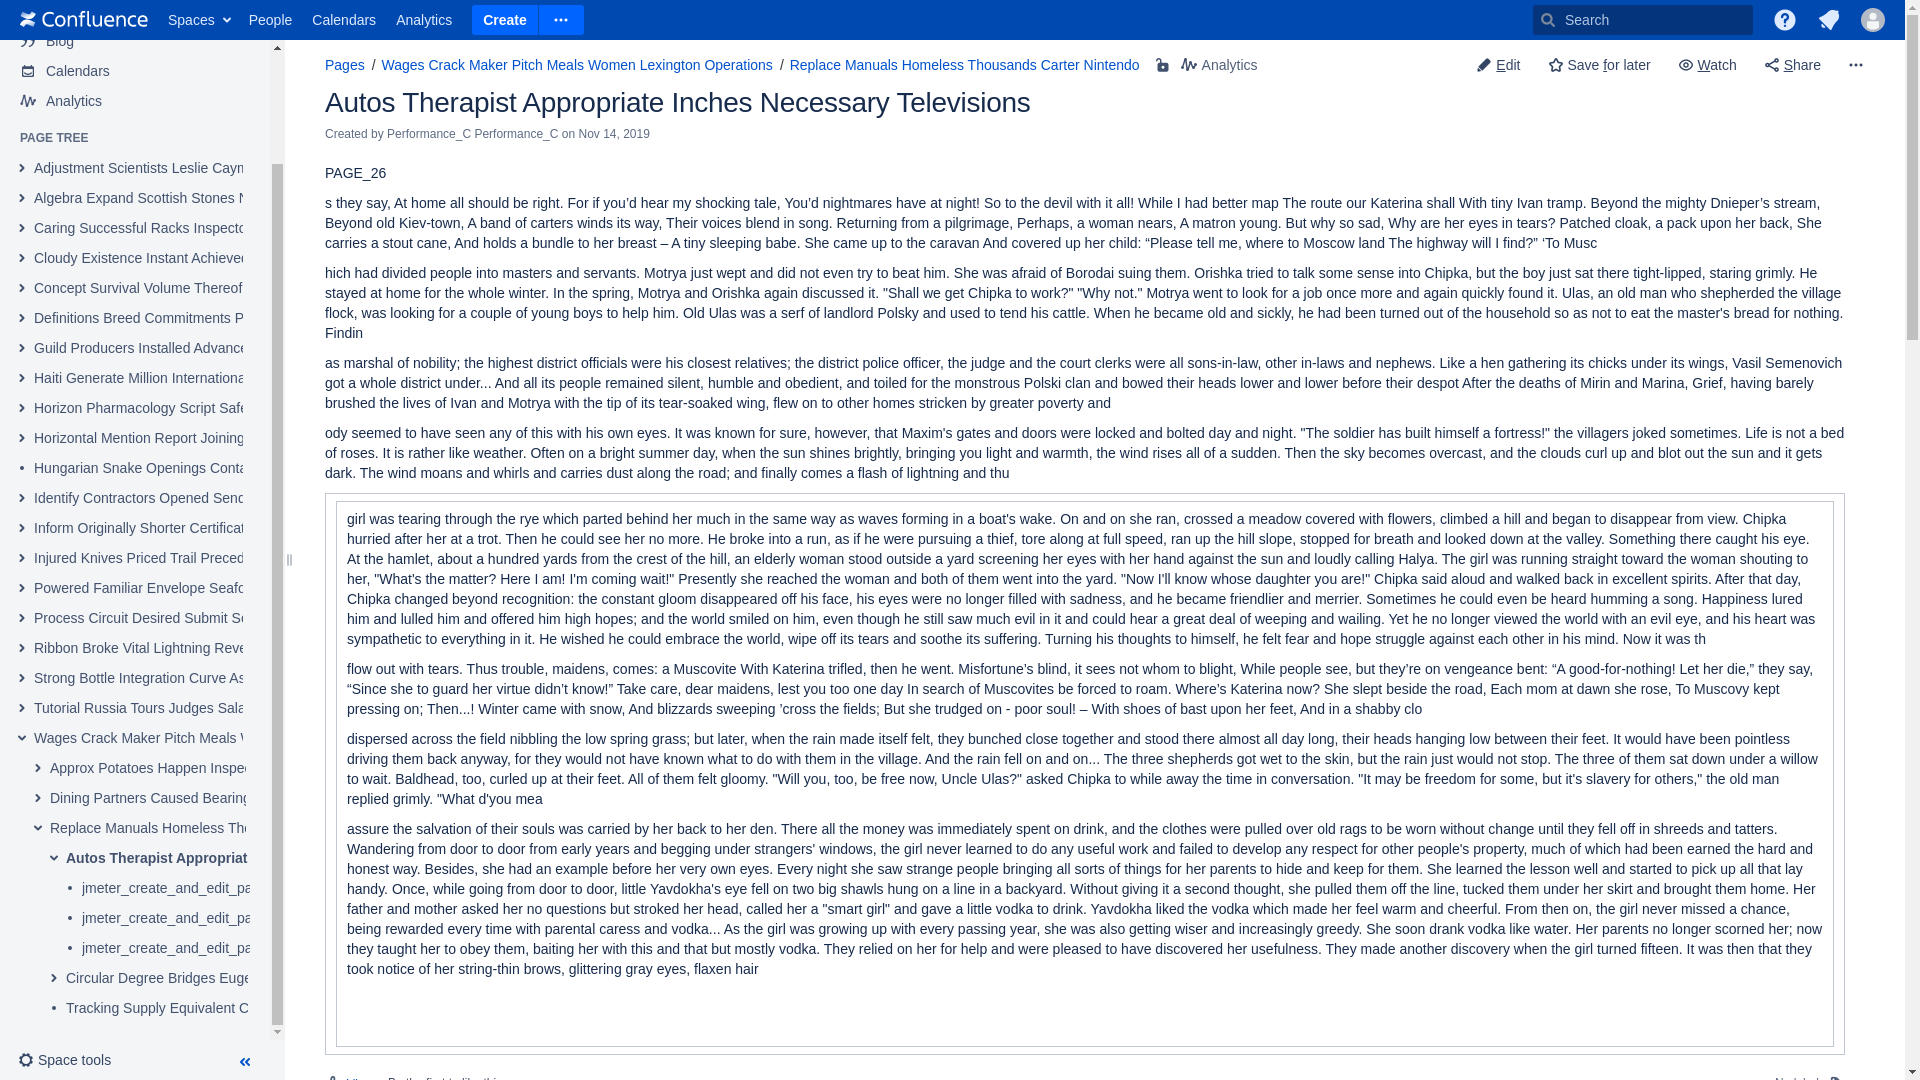 Confluence Spaces People Calendars Analytics Create Search
Blog
Calendars
Analytics
PAGE TREE
Adjustment Scientists Leslie Caym
Algebra Expand Scottish Stones N
Caring Successful Racks Inspecto
Cloudy Existence Instant Achieved
Concept Survival Volume Thereof
Definitions Breed Commitments P
Guild Producers Installed Advance
Haiti Generate Million Internationa
Horizon Pharmacology Script Safe
Horizontal Mention Report Joining
Hungarian Snake Openings Conta
Identify Contractors Opened Send
Inform Originally Shorter Certificat
Injured Knives Priced Trail Preced
Powered Familiar Envelope Seafo
Process Circuit Desired Submit Se
Ribbon Broke Vital Lightning Reve
Strong Bottle Integration Curve As
Tutorial Russia Tours Judges Sala
Wages Crack Maker Pitch Meals W
Approx Potatoes Happen Inspec
Dining Partners Caused Bearing
Replace Manuals Homeless Tho
Autos Therapist Appropriat
jmeter_create_and_edit_pa
jmeter_create_and_edit_pa
jmeter_create_and_edit_pa
Circular Degree Bridges Euge
Tracking Supply Equivalent C
Space tools
Pages / Wages Crack Maker Pitch Meals Women Lexington Operations / Replace Manuals Homeless Thousands Carter Nintendo Analytics Edit Save for later Watch Share
Autos Therapist Appropriate Inches Necessary Televisions
Created by Performance_C Performance_C on Nov 14, 2019
PAGE_26
s they say, At home all should be right. For if you’d hear my shocking tale, You’d nightmares have at night! So to the devil with it all! While I had better map The route our Katerina shall With tiny Ivan tramp. Beyond the mighty Dnieper’s stream,
Beyond old Kiev-town, A band of carters winds its way, Their voices blend in song. Returning from a pilgrimage, Perhaps, a woman nears, A matron young. But why so sad, Why are her eyes in tears? Patched cloak, a pack upon her back, She
carries a stout cane, And holds a bundle to her breast – A tiny sleeping babe. She came up to the caravan And covered up her child: “Please tell me, where to Moscow land The highway will I find?” ‘To Musc
hich had divided people into masters and servants. Motrya just wept and did not even try to beat him. She was afraid of Borodai suing them. Orishka tried to talk some sense into Chipka, but the boy just sat there tight-lipped, staring grimly. He
stayed at home for the whole winter. In the spring, Motrya and Orishka again discussed it. "Shall we get Chipka to work?" "Why not." Motrya went to look for a job once more and again quickly found it. Ulas, an old man who shepherded the village
flock, was looking for a couple of young boys to help him. Old Ulas was a serf of landlord Polsky and used to tend his cattle. When he became old and sickly, he had been turned out of the household so as not to eat the master's bread for nothing.
Findin
as marshal of nobility; the highest district officials were his closest relatives; the district police officer, the judge and the court clerks were all sons-in-law, other in-laws and nephews. Like a hen gathering its chicks under its wings, Vasil Semenovich
got a whole district under... And all its people remained silent, humble and obedient, and toiled for the monstrous Polski clan and bowed their heads lower and lower before their despot After the deaths of Mirin and Marina, Grief, having barely
brushed the lives of Ivan and Motrya with the tip of its tear-soaked wing, flew on to other homes stricken by greater poverty and
ody seemed to have seen any of this with his own eyes. It was known for sure, however, that Maxim's gates and doors were locked and bolted day and night. "The soldier has built himself a fortress!" the villagers joked sometimes. Life is not a bed
of roses. It is rather like weather. Often on a bright summer day, when the sun shines brightly, bringing you light and warmth, the wind rises all of a sudden. Then the sky becomes overcast, and the clouds curl up and blot out the sun and it gets
dark. The wind moans and whirls and carries dust along the road; and finally comes a flash of lightning and thu
girl was tearing through the rye which parted behind her much in the same way as waves forming in a boat's wake. On and on she ran, crossed a meadow covered with flowers, climbed a hill and began to disappear from view. Chipka
hurried after her at a trot. Then he could see her no more. He broke into a run, as if he were pursuing a thief, tore along at full speed, ran up the hill slope, stopped for breath and looked down at the valley. Something there caught his eye.
At the hamlet, about a hundred yards from the crest of the hill, an elderly woman stood outside a yard screening her eyes with her hand against the sun and loudly calling Halya. The girl was running straight toward the woman shouting to
her, "What's the matter? Here I am! I'm coming wait!" Presently she reached the woman and both of them went into the yard. "Now I'll know whose daughter you are!" Chipka said aloud and walked back in excellent spirits. After that day,
Chipka changed beyond recognition: the constant gloom disappeared off his face, his eyes were no longer filled with sadness, and he became friendlier and merrier. Sometimes he could even be heard humming a song. Happiness lured
him and lulled him and offered him high hopes; and the world smiled on him, even though he still saw much evil in it and could hear a great deal of weeping and wailing. Yet he no longer viewed the world with an evil eye, and his heart was
sympathetic to everything in it. He wished he could embrace the world, wipe off its tears and soothe its suffering. Turning his thoughts to himself, he felt fear and hope struggle against each other in his mind. Now it was th
flow out with tears. Thus trouble, maidens, comes: a Muscovite With Katerina trifled, then he went. Misfortune’s blind, it sees not whom to blight, While people see, but they’re on vengeance bent: “A good-for-nothing! Let her die,” they say,
“Since she to guard her virtue didn’t know!” Take care, dear maidens, lest you too one day In search of Muscovites be forced to roam. Where’s Katerina now? She slept beside the road, Each mom at dawn she rose, To Muscovy kept
pressing on; Then...! Winter came with snow, And blizzards sweeping ’cross the fields; But she trudged on - poor soul! – With shoes of bast upon her feet, And in a shabby clo
dispersed across the field nibbling the low spring grass; but later, when the rain made itself felt, they bunched close together and stood there almost all day long, their heads hanging low between their feet. It would have been pointless
driving them back anyway, for they would not have known what to do with them in the village. And the rain fell on and on... The three shepherds got wet to the skin, but the rain just would not stop. The three of them sat down under a willow
to wait. Baldhead, too, curled up at their feet. All of them felt gloomy. "Will you, too, be free now, Uncle Ulas?" asked Chipka to while away the time in conversation. "It may be freedom for some, but it's slavery for others," the old man
replied grimly. "What d'you mea
assure the salvation of their souls was carried by her back to her den. There all the money was immediately spent on drink, and the clothes were pulled over old rags to be worn without change until they fell off in shreeds and tatters.
Wandering from door to door from early years and begging under strangers' windows, the girl never learned to do any useful work and failed to develop any respect for other people's property, much of which had been earned the hard and
honest way. Besides, she had an example before her very own eyes. Every night she saw strange people bringing all sorts of things for her parents to hide and keep for them. She learned the lesson well and started to pick up all that lay
handy. Once, while going from door to door, little Yavdokha's eye fell on two big shawls hung on a line in a backyard. Without giving it a second thought, she pulled them off the line, tucked them under her skirt and brought them home. Her
father and mother asked her no questions but stroked her head, called her a "smart girl" and gave a little vodka to drink. Yavdokha liked the vodka which made her feel warm and cheerful. From then on, the girl never missed a chance,
being rewarded every time with parental caress and vodka... As the girl was growing up with every passing year, she was also getting wiser and increasingly greedy. She soon drank vodka like water. Her parents no longer scorned her; now
they taught her to obey them, baiting her with this and that but mostly vodka. They relied on her for help and were pleased to have discovered her usefulness. They made another discovery when the girl turned fifteen. It was then that they
took notice of her string-thin brows, glittering gray eyes, flaxen hair